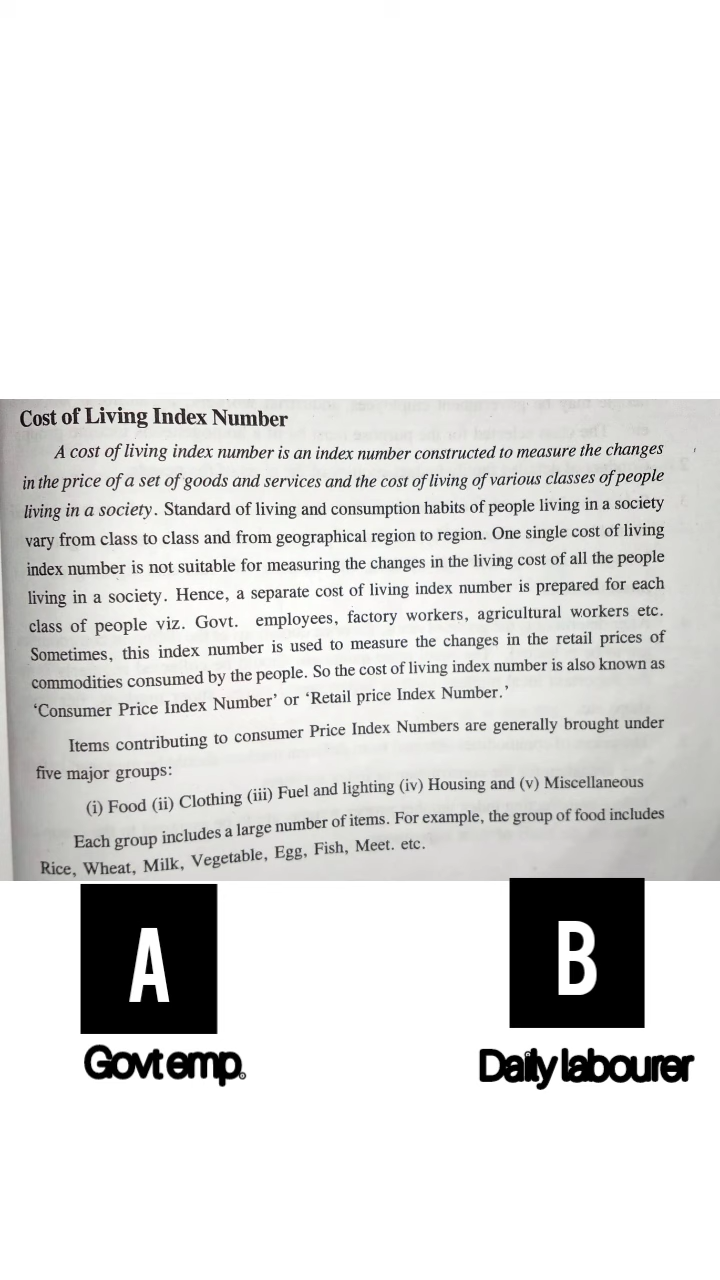 Cost of Living Index Number
A cost of living index number is an index number constructed to measure the changes
in the price of a set of goods and services and the cost of living of various classes of people
living in a society. Standard of living and consumption habits of people living in a society
vary from class to class and from geographical region to region. One single cost of living
index number is not suitable for measuring the changes in the living cost of all the people
living in a society. Hence, a separate cost of living index number is prepared for each
class of people viz. Govt. employees, factory workers, agricultural workers etc.
Sometimes, this index number is used to measure the changes in the retail prices of
commodities consumed by the people. So the cost of living index number is also known as
‘Consumer Price Index Number’ or ‘Retail price Index Number.’
Items contributing to consumer Price Index Numbers are generally brought under
five major groups:
(i) Food (ii) Clothing (iii) Fuel and lighting (iv) Housing and (v) Miscellaneous
Each group includes a large number of items. For example, the group of food includes
Rice, Wheat, Milk, Vegetable, Egg, Fish, Meet. etc.
A
B
Govt emp.
Daily labourer